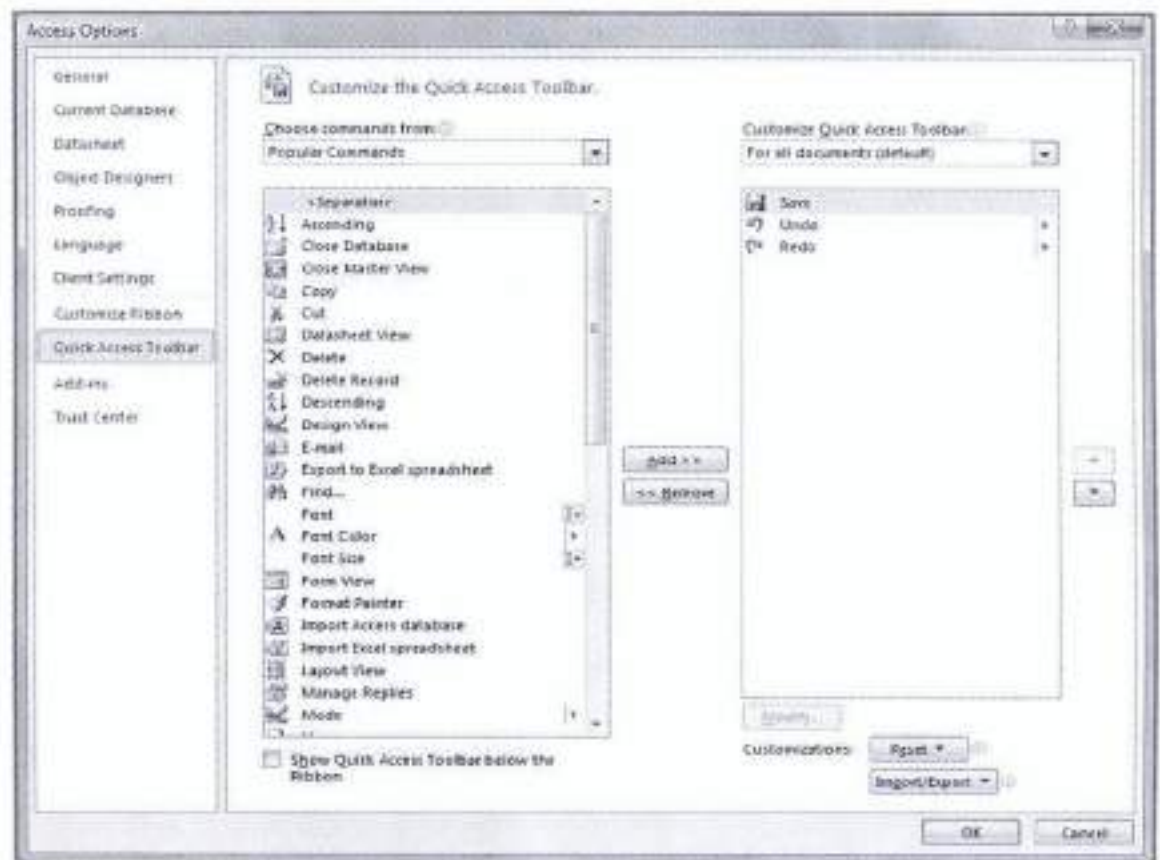 Access Options
General
Current Database
Datasheet
Object Designers
Proofing
Language
Client Settings
Customize Ribbon
Quick Access Toolbar
Add-ins
Trust Center
Customize the Quick Access Toolbar.
Choose commands from:
Popular Commands
<Separator>
Ascending
Close Database
Close Master View
Copy
Cut
Datasheet View
Delete
Delete Record
Descending
Design View
E-mail
Export to Excel spreadsheet
Find...
Font
Font Color
Font Size
Form View
Format Painter
Import Access database
Import Excel spreadsheet
Layout View
Manage Replies
Mode
Show Quick Access Toolbar below the
Ribbon
Add >>
<< Remove
Customize Quick Access Toolbar:
For all documents (default)
Save
Undo
Redo
Modify...
Customizations:
Reset
Import/Export
OK
Cancel